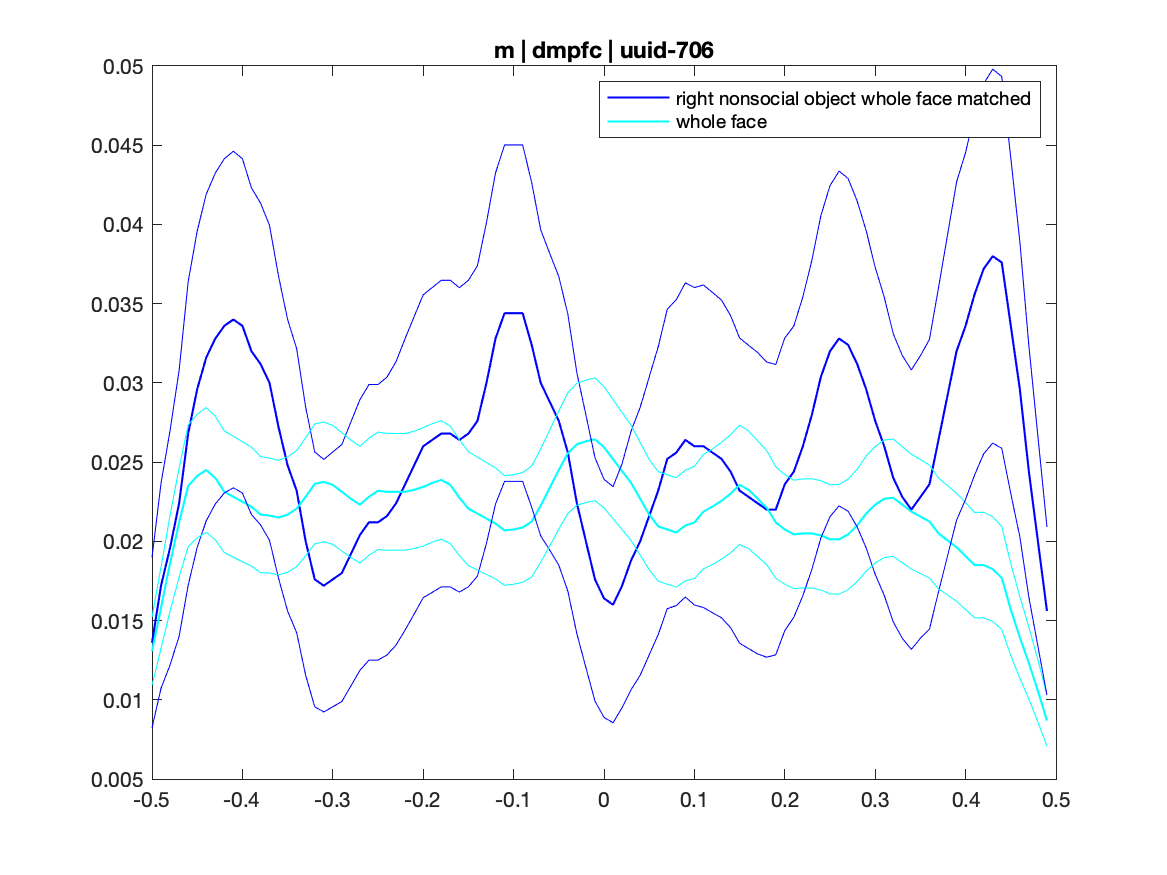 m | dmpfc | uuid-706
0.05
right nonsocial object whole face matched
whole face
0.045
0.04
0.035
0.03
0.025
0.02
0.015
0.01
0.005
-0.5 -0.4 -0.3 -0.2 -0.1 0 0.1 0.2 0.3 0.4 0.5